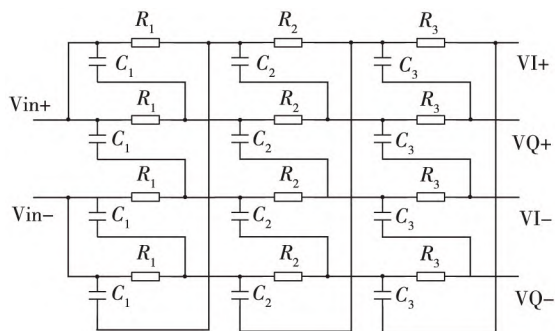 R1 R2 R3
C1 C2 C3 VI+
Vin+ R1 R2 R3
C1 C2 C3 VQ+
R1 R2 R3
Vin− C1 C2 C3 VI−
R1 R2 R3
C1 C2 C3 VQ−